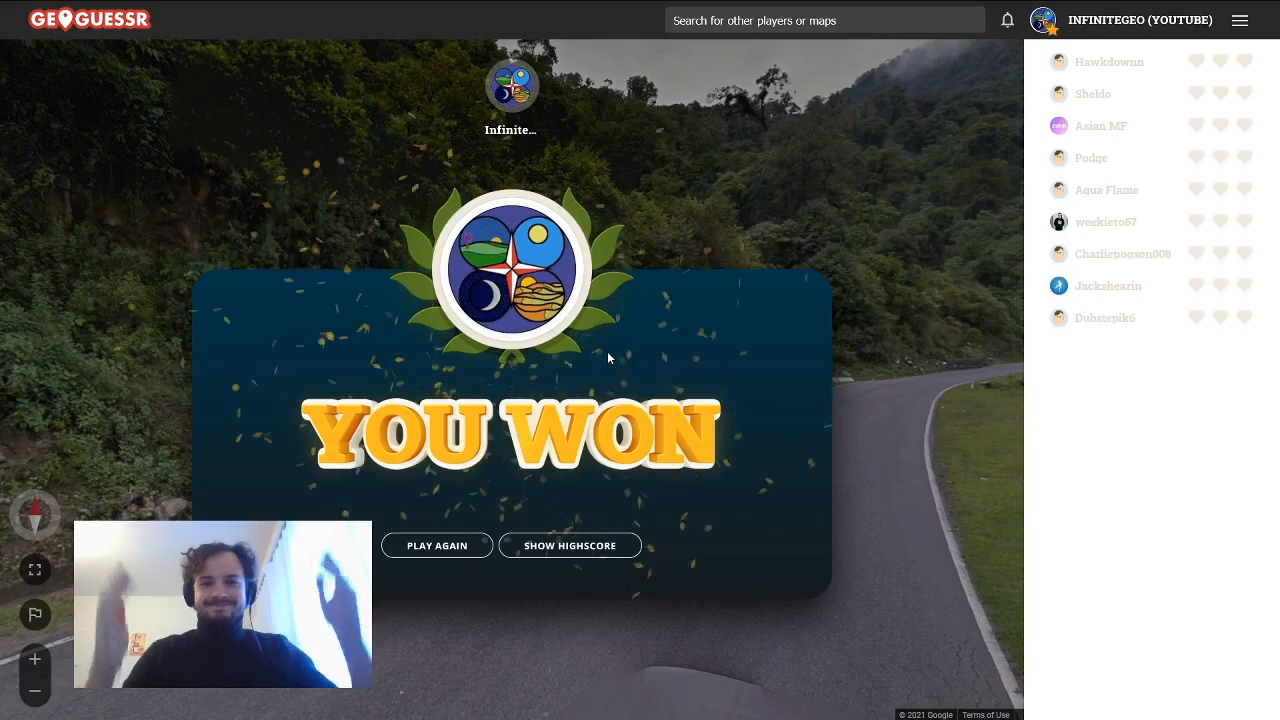 GEOGUESSR
Search for other players or maps
INFINITEGEO (YOUTUBE)
Infinite...
Hawkdownn
Sheldo
Asian MF
Podge
Aqua Flame
weekiero67
Charliepogson008
Jackshearin
Dubstepik6
YOU WON
PLAY AGAIN
SHOW HIGHSCORE
© 2021 Google
Terms of Use